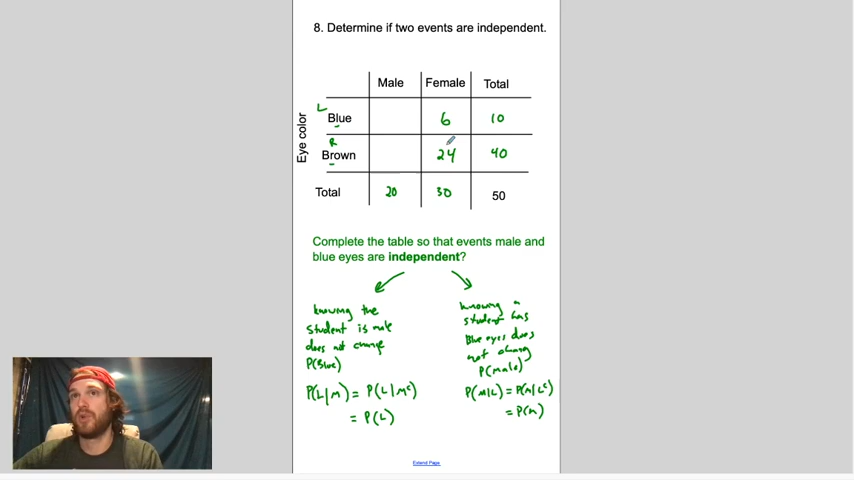 8. Determine if two events are independent.
Male Female Total
Eye color
L
Blue 6 10
R
Brown 24 40
Total 20 30 50
Complete the table so that events male and
blue eyes are independent?
knowing the
student is male
does not change
P(Blue)
P(L|M) = P(L|Mᶜ)
= P(L)
knowing a
student has
Blue eyes does
not change
P(male)
P(M|L) = P(M|Lᶜ)
= P(M)
Extend Page